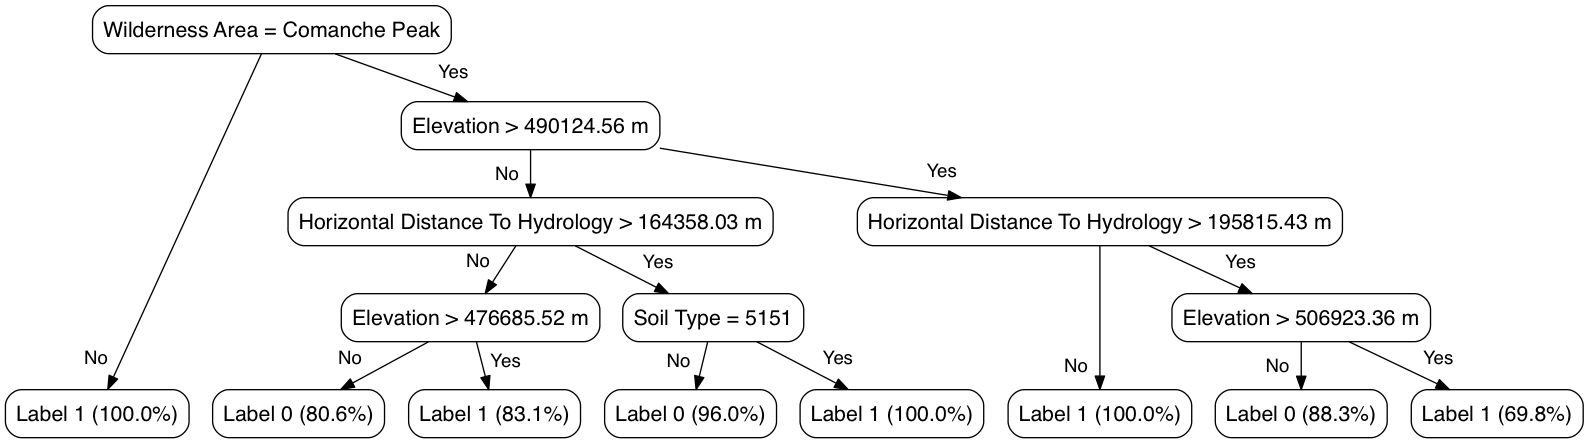 Wilderness Area = Comanche Peak
Yes
Elevation > 490124.56 m
No
Yes
Horizontal Distance To Hydrology > 164358.03 m
Horizontal Distance To Hydrology > 195815.43 m
No
Yes
Yes
Elevation > 476685.52 m
Soil Type = 5151
Elevation > 506923.36 m
No
No
Yes
No
Yes
No
No
Yes
Label 1 (100.0%)
Label 0 (80.6%)
Label 1 (83.1%)
Label 0 (96.0%)
Label 1 (100.0%)
Label 1 (100.0%)
Label 0 (88.3%)
Label 1 (69.8%)